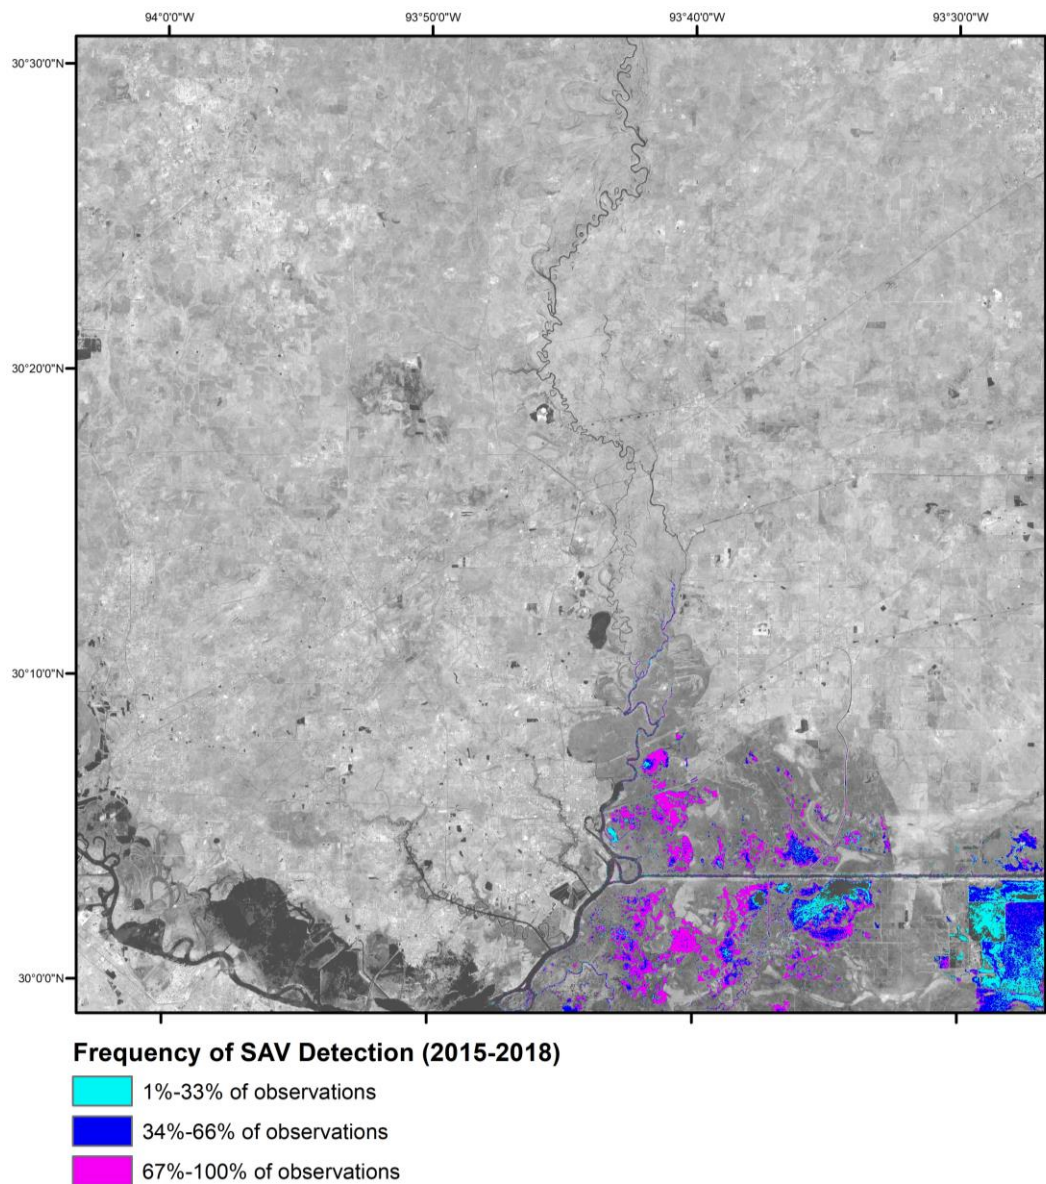 94°0'0"W 93°50'0"W 93°40'0"W 93°30'0"W
30°30'0"N
30°20'0"N
30°10'0"N
30°0'0"N
Frequency of SAV Detection (2015-2018)
1%-33% of observations
34%-66% of observations
67%-100% of observations